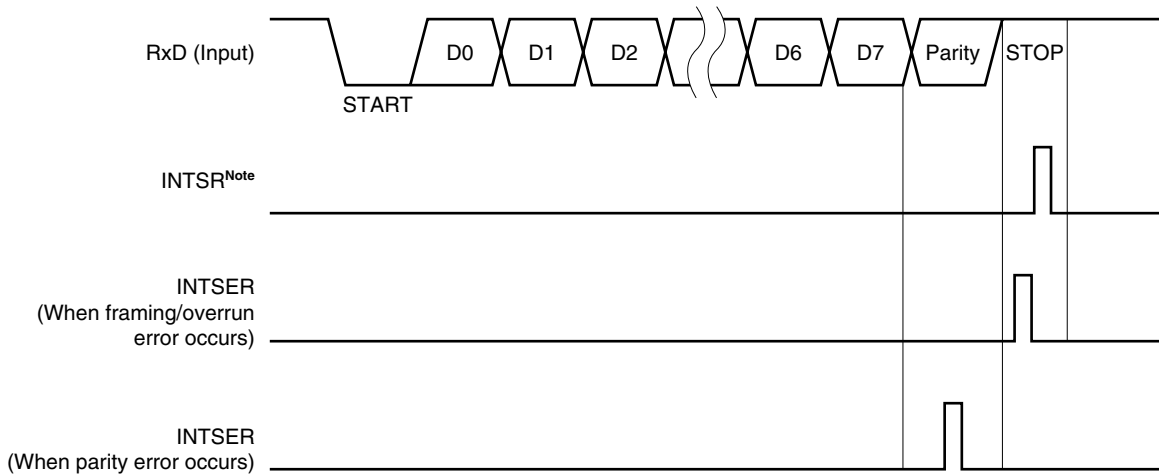 RxD (Input)
D0 D1 D2 D6 D7 Parity STOP
START
INTSRNote
INTSER
(When framing/overrun
error occurs)
INTSER
(When parity error occurs)